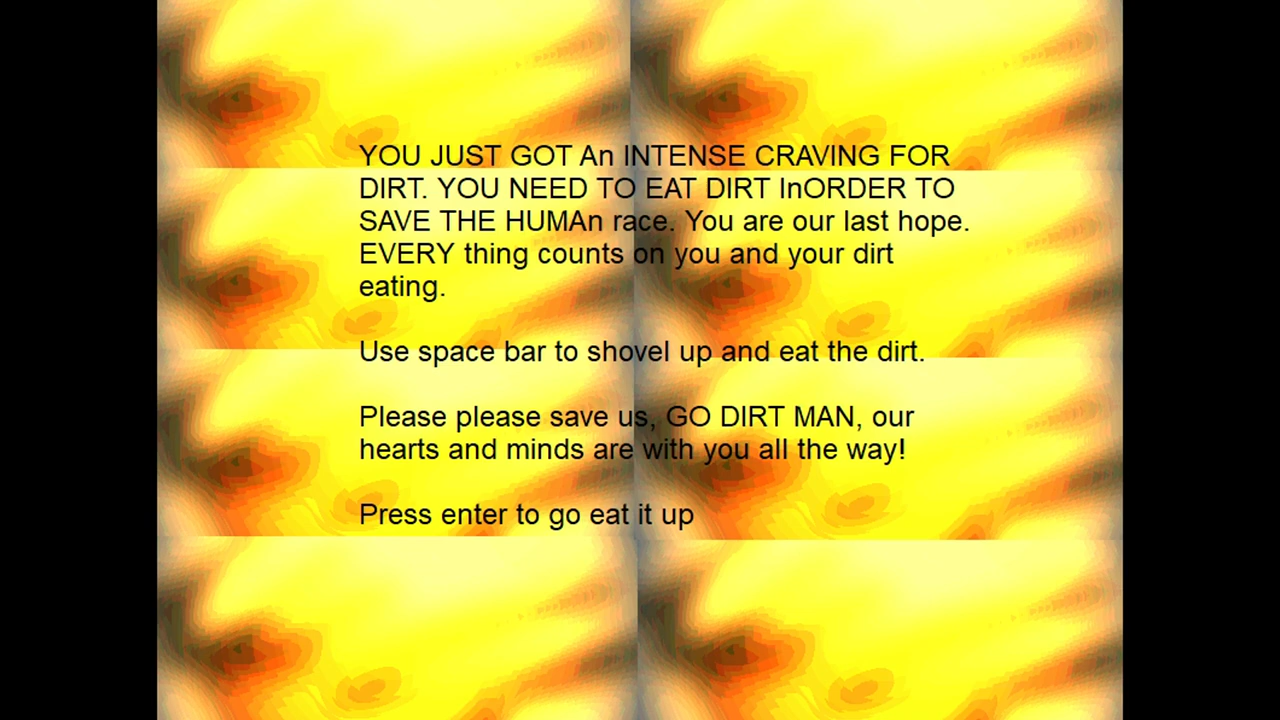 YOU JUST GOT An INTENSE CRAVING FOR
DIRT. YOU NEED TO EAT DIRT InORDER TO
SAVE THE HUMAn race. You are our last hope.
EVERY thing counts on you and your dirt
eating.
Use space bar to shovel up and eat the dirt.
Please please save us, GO DIRT MAN, our
hearts and minds are with you all the way!
Press enter to go eat it up